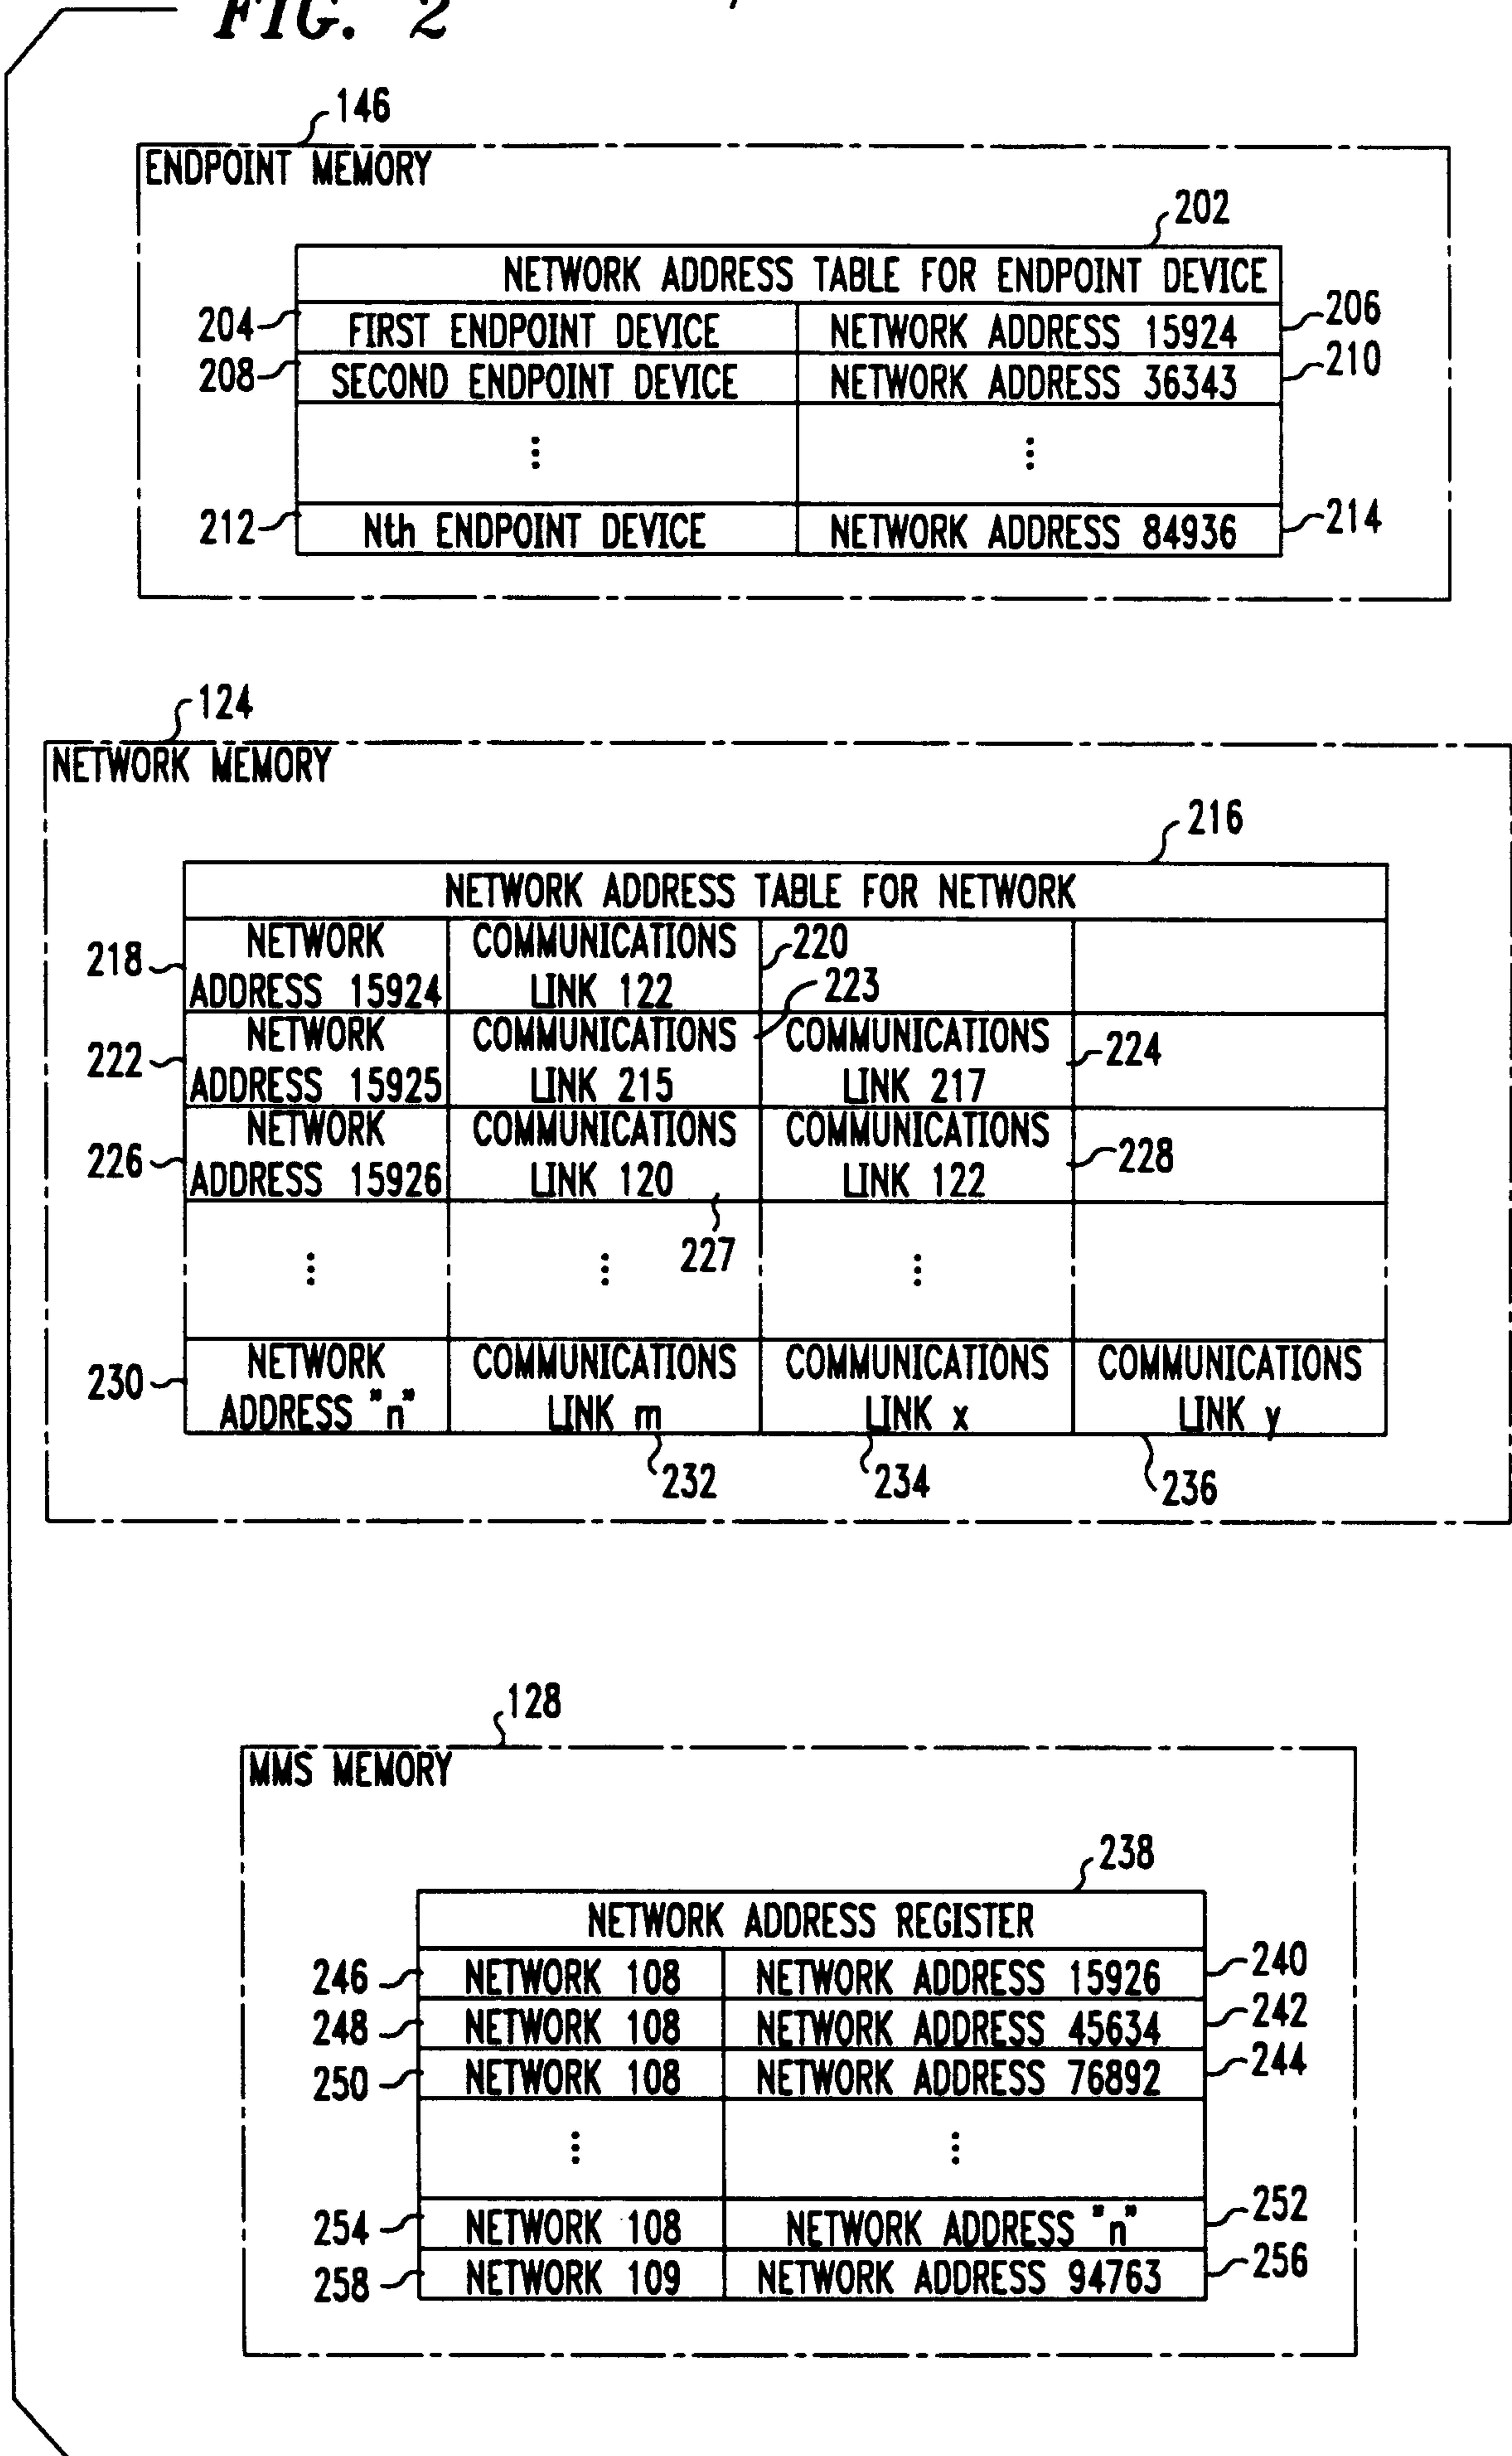 FIG. 2
146
ENDPOINT MEMORY
202
NETWORK ADDRESS TABLE FOR ENDPOINT DEVICE
204 FIRST ENDPOINT DEVICE NETWORK ADDRESS 15924 206
208 SECOND ENDPOINT DEVICE NETWORK ADDRESS 36343 210
⋮ ⋮
212 Nth ENDPOINT DEVICE NETWORK ADDRESS 84936 214
124
NETWORK MEMORY
216
NETWORK ADDRESS TABLE FOR NETWORK
218 NETWORK ADDRESS 15924 COMMUNICATIONS LINK 122 220
223
222 NETWORK ADDRESS 15925 COMMUNICATIONS LINK 215 COMMUNICATIONS LINK 217 224
226 NETWORK ADDRESS 15926 COMMUNICATIONS LINK 120 COMMUNICATIONS LINK 122 228
227
⋮ ⋮ ⋮
230 NETWORK ADDRESS "n" COMMUNICATIONS LINK m COMMUNICATIONS LINK x COMMUNICATIONS LINK y
232 234 236
128
MMS MEMORY
238
NETWORK ADDRESS REGISTER
246 NETWORK 108 NETWORK ADDRESS 15926 240
248 NETWORK 108 NETWORK ADDRESS 45634 242
250 NETWORK 108 NETWORK ADDRESS 76892 244
⋮ ⋮
254 NETWORK 108 NETWORK ADDRESS "n" 252
258 NETWORK 109 NETWORK ADDRESS 94763 256